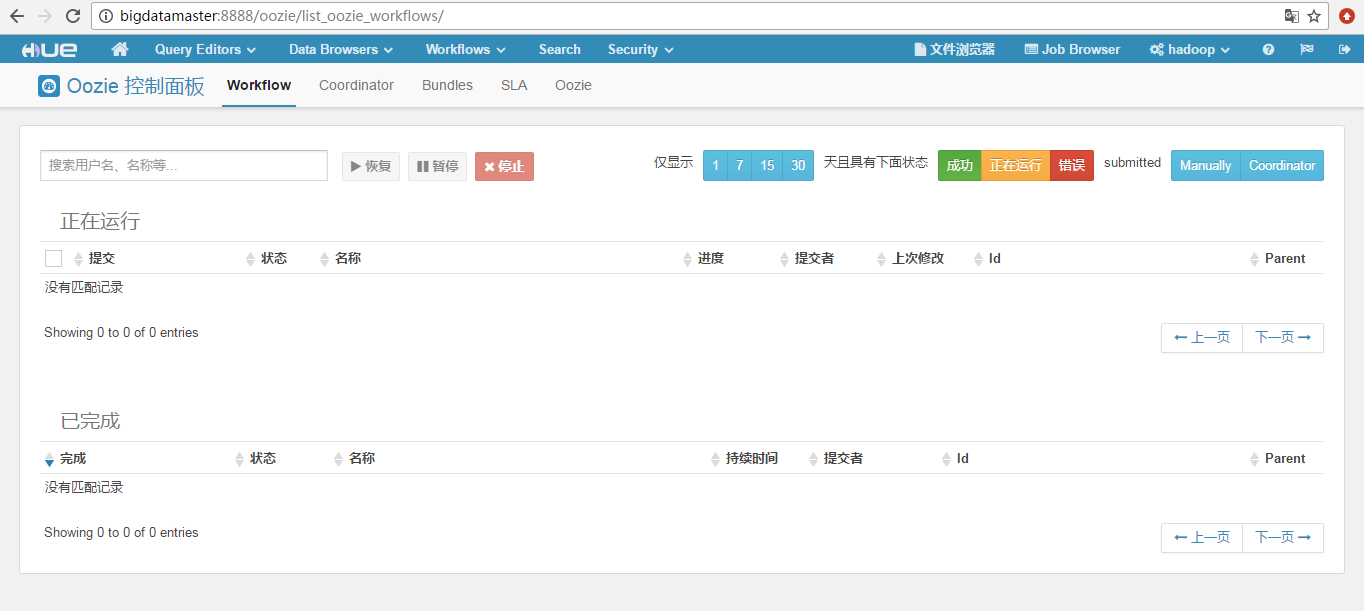 bigdatamaster:8888/oozie/list_oozie_workflows/
HUE Query Editors Data Browsers Workflows Search Security 文件浏览器 Job Browser hadoop
Oozie 控制面板 Workflow Coordinator Bundles SLA Oozie
搜索用户名、名称等... 恢复 暂停 停止 仅显示 1 7 15 30 天且具有下面状态 成功 正在运行 错误 submitted Manually Coordinator
正在运行
提交 状态 名称 进度 提交者 上次修改 Id Parent
没有匹配记录
Showing 0 to 0 of 0 entries
← 上一页 下一页 →
已完成
完成 状态 名称 持续时间 提交者 Id Parent
没有匹配记录
Showing 0 to 0 of 0 entries
← 上一页 下一页 →